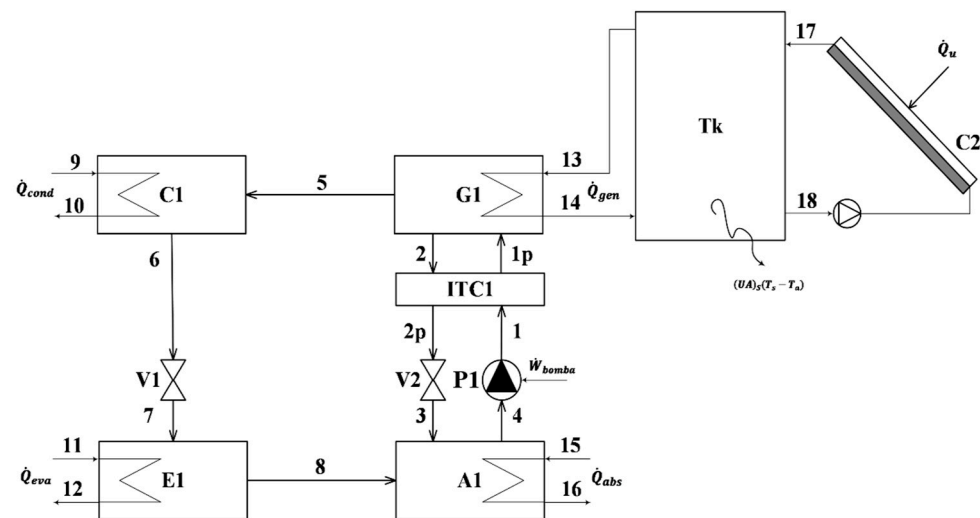 17
Q̇u
Tk
C2
9
13
Q̇cond
C1
5
G1
Q̇gen
10
14
18
6
2
1p
(UA)S(Ts − Ta)
ITC1
2p
1
V1
V2
P1
Ẇbomba
7
3
4
11
15
Q̇eva
E1
8
A1
Q̇abs
12
16